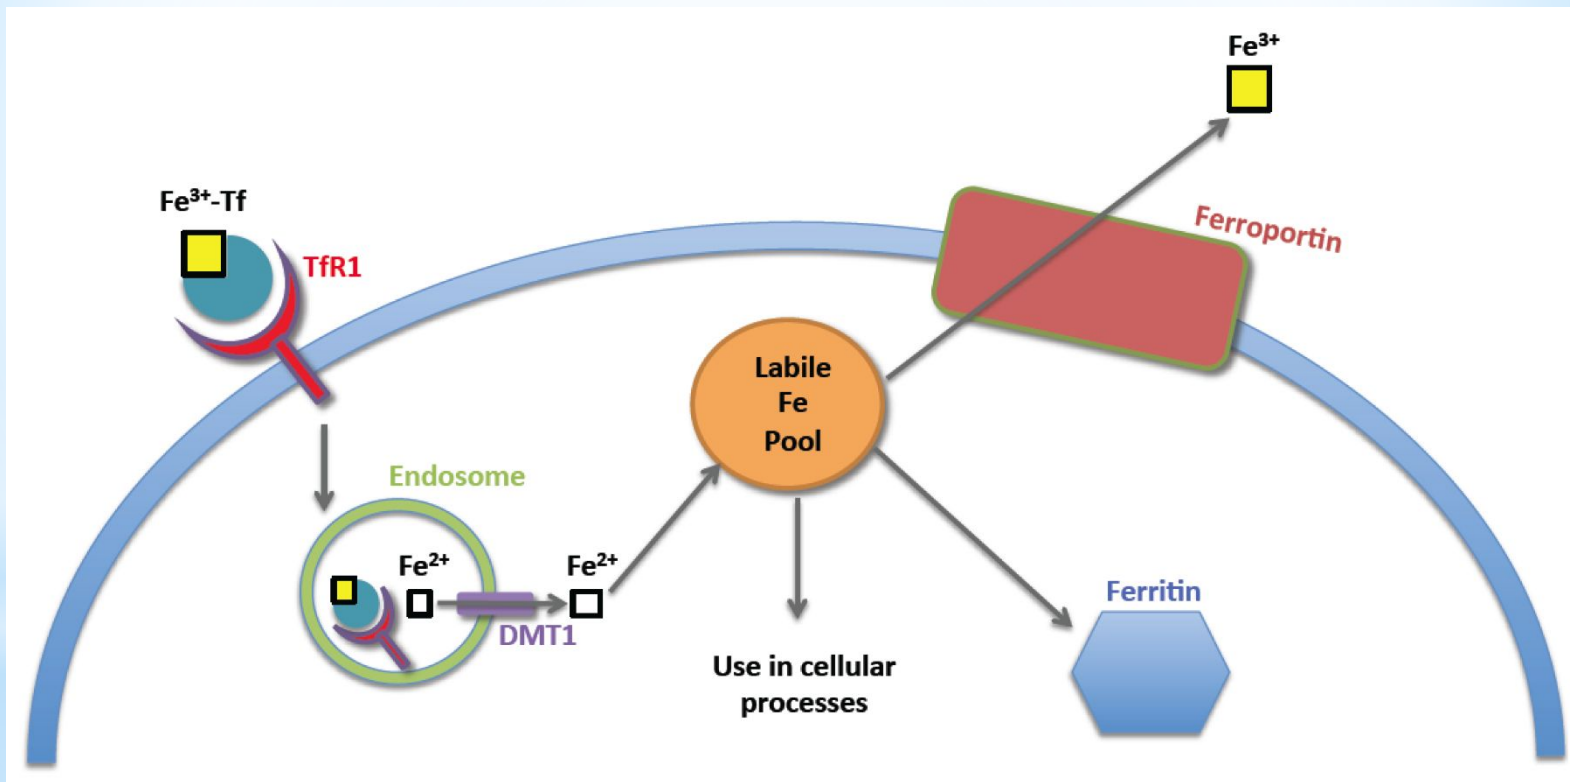 Fe³⁺
Fe³⁺-Tf
TfR1
Ferroportin
Labile
Fe
Pool
Endosome
Fe²⁺
Fe²⁺
DMT1
Ferritin
Use in cellular
processes